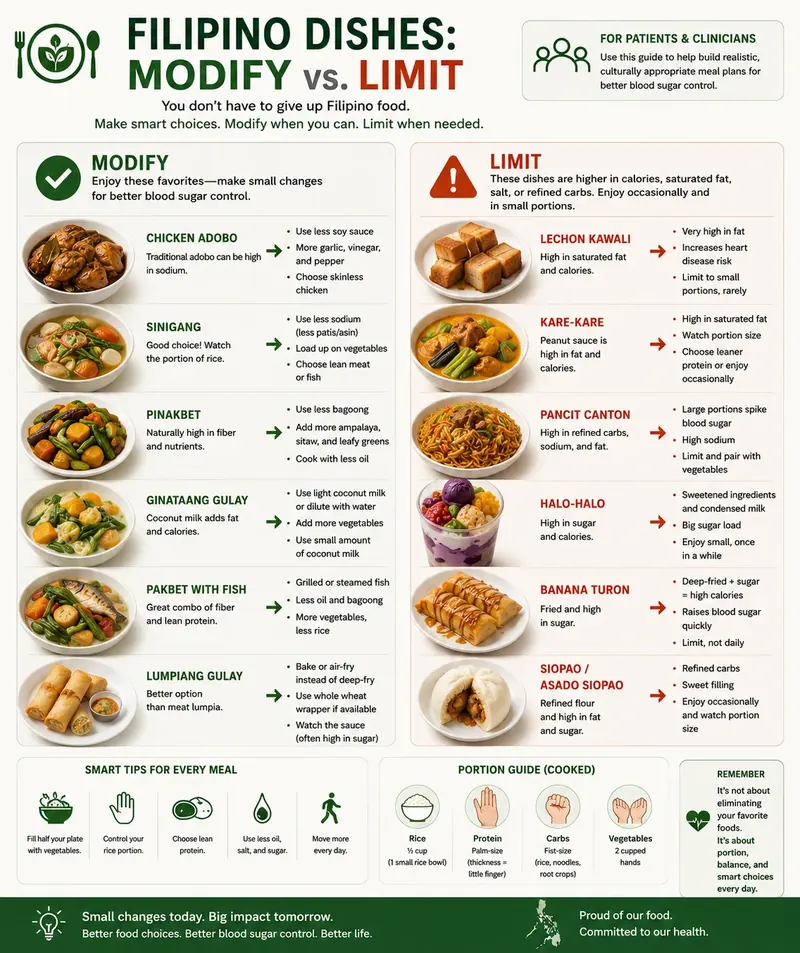 FILIPINO DISHES:
MODIFY vs. LIMIT
You don’t have to give up Filipino food.
Make smart choices. Modify when you can. Limit when needed.
FOR PATIENTS & CLINICIANS
Use this guide to help build realistic,
culturally appropriate meal plans for
better blood sugar control.
MODIFY
Enjoy these favorites—make small changes
for better blood sugar control.
CHICKEN ADOBO
Traditional adobo can be high
in sodium.
• Use less soy sauce
• More garlic, vinegar,
and pepper
• Choose skinless
chicken
SINIGANG
Good choice! Watch
the portion of rice.
• Use less sodium
(less patis/asin)
• Load up on vegetables
• Choose lean meat
or fish
PINAKBET
Naturally high in fiber
and nutrients.
• Use less bagoong
• Add more ampalaya,
sitaw, and leafy greens
• Cook with less oil
GINATAANG GULAY
Coconut milk adds fat
and calories.
• Use light coconut milk
or dilute with water
• Add more vegetables
• Use small amount
of coconut milk
PAKBET WITH FISH
Great combo of fiber
and lean protein.
• Grilled or steamed fish
• Less oil and bagoong
• More vegetables,
less rice
LUMPIANG GULAY
Better option
than meat lumpia.
• Bake or air-fry
instead of deep-fry
• Use whole wheat
wrapper if available
• Watch the sauce
(often high in sugar)
LIMIT
These dishes are higher in calories, saturated fat,
salt, or refined carbs. Enjoy occasionally and
in small portions.
LECHON KAWALI
High in saturated fat
and calories.
• Very high in fat
• Increases heart
disease risk
• Limit to small
portions, rarely
KARE-KARE
Peanut sauce is
high in fat and
calories.
• High in saturated fat
• Watch portion size
• Choose leaner
protein or enjoy
occasionally
PANCIT CANTON
High in refined carbs,
sodium, and fat.
• Large portions spike
blood sugar
• High sodium
• Limit and pair with
vegetables
HALO-HALO
High in sugar
and calories.
• Sweetened ingredients
and condensed milk
• Big sugar load
• Enjoy small, once
in a while
BANANA TURON
Fried and high
in sugar.
• Deep-fried + sugar
= high calories
• Raises blood sugar
quickly
• Limit, not daily
SIOPAO /
ASADO SIOPAO
Refined flour
and high in fat
and sugar.
• Refined carbs
• Sweet filling
• Enjoy occasionally
and watch portion
size
SMART TIPS FOR EVERY MEAL
Fill half your plate
with vegetables.
Control your
rice portion.
Choose lean
protein.
Use less oil,
salt, and sugar.
Move more
every day.
PORTION GUIDE (COOKED)
Rice
½ cup
(1 small rice bowl)
Protein
Palm-size
(thickness =
little finger)
Carbs
Fist-size
(rice, noodles,
root crops)
Vegetables
2 cupped
hands
REMEMBER
It’s not about
eliminating
your favorite
foods.
It’s about
portion,
balance, and
smart choices
every day.
Small changes today. Big impact tomorrow.
Better food choices. Better blood sugar control. Better life.
Proud of our food.
Committed to our health.